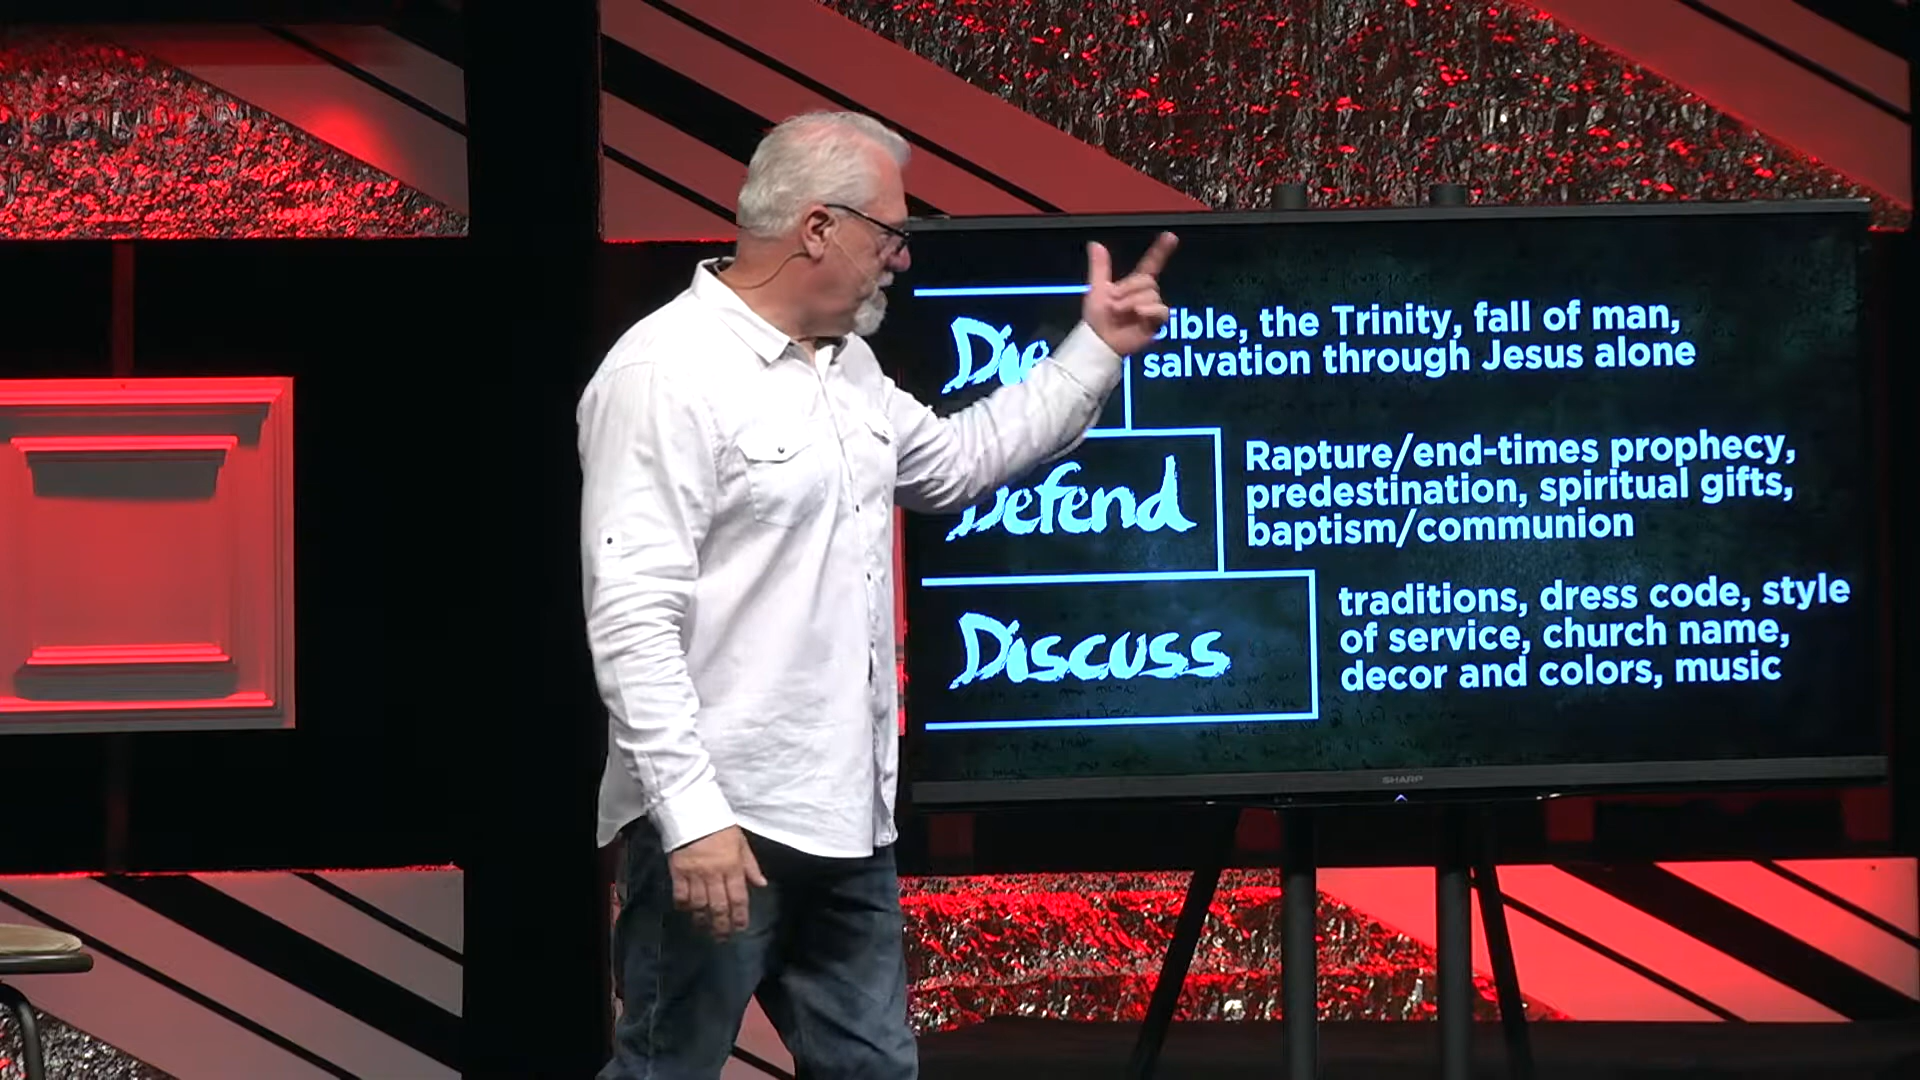 Die
Bible, the Trinity, fall of man,
salvation through Jesus alone
Defend
Rapture/end-times prophecy,
predestination, spiritual gifts,
baptism/communion
Discuss
traditions, dress code, style
of service, church name,
decor and colors, music
SHARP